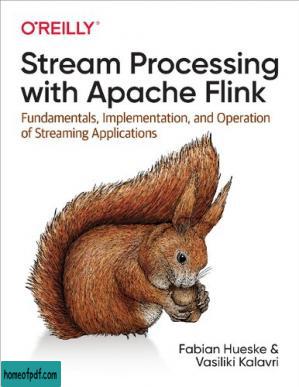 O'REILLY®
Stream Processing
with Apache Flink
Fundamentals, Implementation, and Operation
of Streaming Applications
Fabian Hueske &
Vasiliki Kalavri
homeofpdf.com